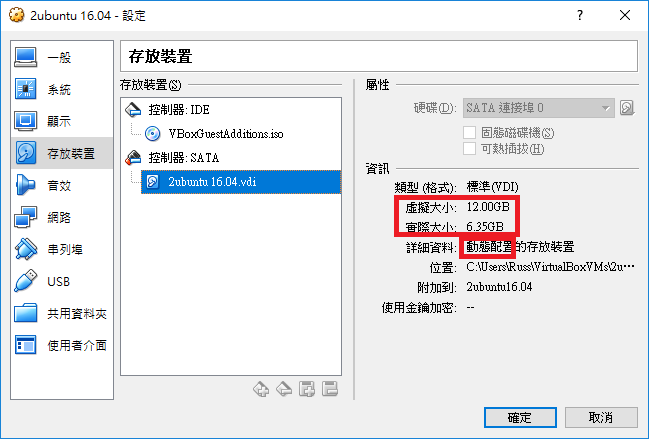 2ubuntu 16.04 - 設定
一般
系統
顯示
存放裝置
音效
網路
串列埠
USB
共用資料夾
使用者介面
存放裝置
存放裝置(S)
控制器: IDE
VBoxGuestAdditions.iso
控制器: SATA
2ubuntu 16.04.vdi
屬性
硬碟(D): SATA 連接埠 0
固態磁碟機(S)
可熱插拔(H)
資訊
類型 (格式): 標準(VDI)
虛擬大小: 12.00GB
實際大小: 6.35GB
詳細資料: 動態配置的存放裝置
位置: C:\Users\Russ\VirtualBoxVMs\2u…
附加到: 2ubuntu16.04
使用金鑰加密: --
確定
取消